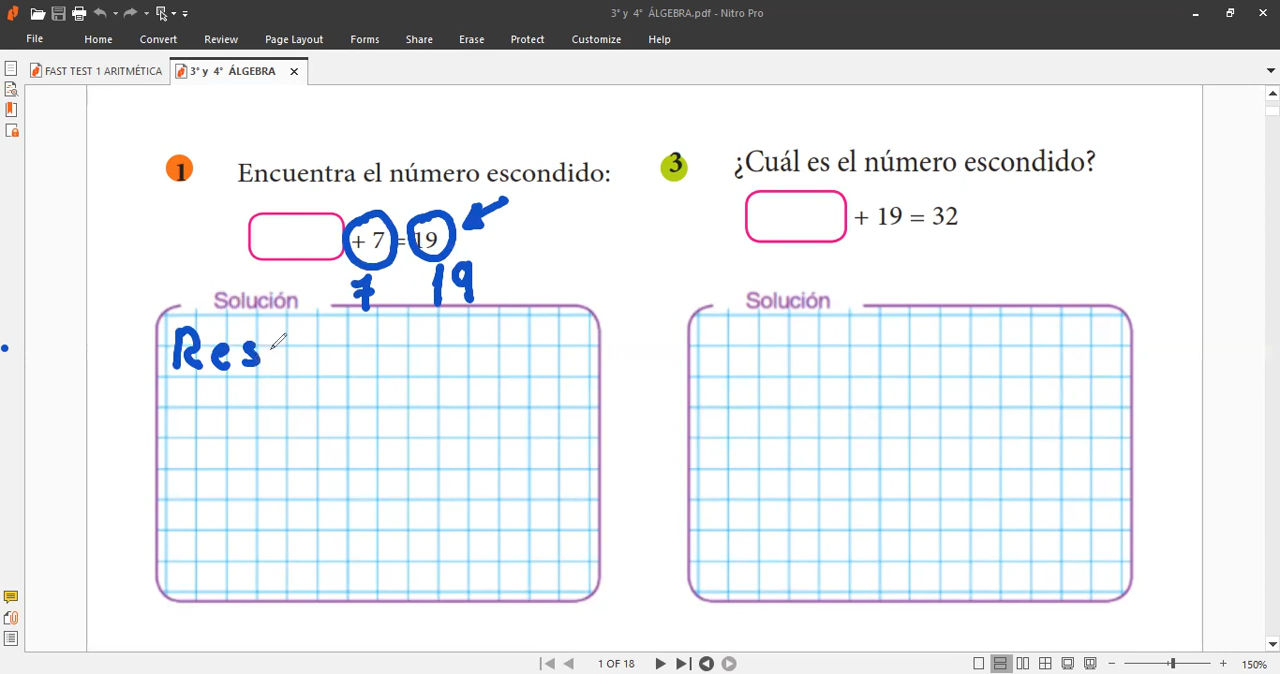 3° y 4° ÁLGEBRA.pdf - Nitro Pro
File Home Convert Review Page Layout Forms Share Erase Protect Customize Help
FAST TEST 1 ARITMÉTICA
3° y 4° ÁLGEBRA
1 Encuentra el número escondido:
+ 7 = 19
7 19
Solución
Res
3 ¿Cuál es el número escondido?
+ 19 = 32
Solución
1 OF 18
150%